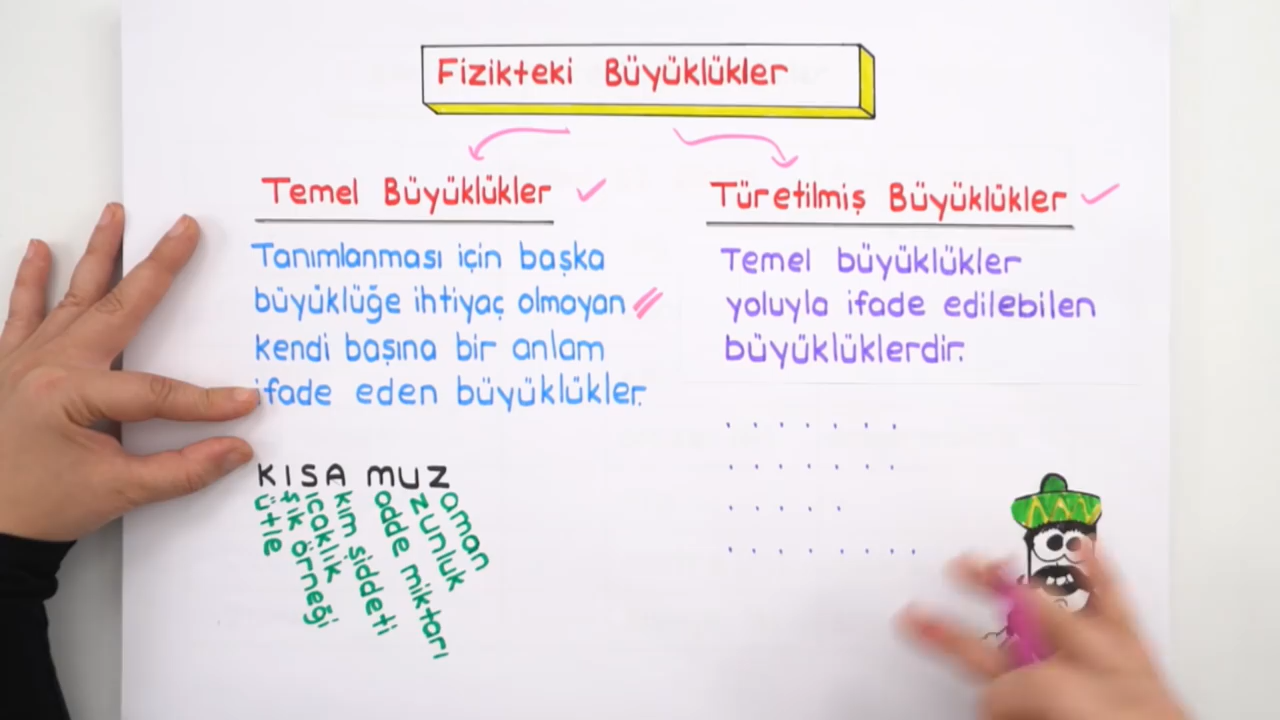 Fizikteki Büyüklükler
Temel Büyüklükler
Tanımlanması için başka
büyüklüğe ihtiyaç olmayan
kendi başına bir anlam
ifade eden büyüklükler.
KISA MUZ
ütle
şık örneği
ıcaklık
kım şiddeti
adde miktarı
zunluk
aman
Türetilmiş Büyüklükler
Temel büyüklükler
yoluyla ifade edilebilen
büyüklüklerdir.